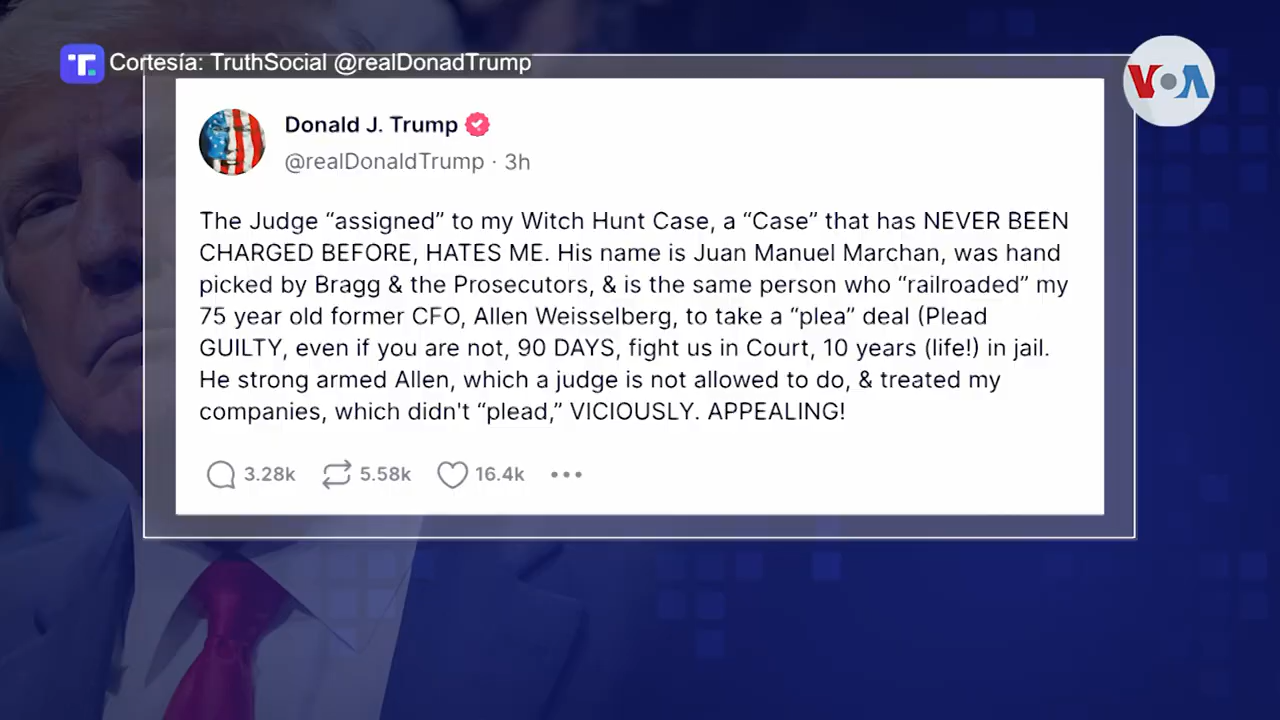 Cortesía: TruthSocial @realDonadTrump
VOA
Donald J. Trump
@realDonaldTrump · 3h
The Judge “assigned” to my Witch Hunt Case, a “Case” that has NEVER BEEN
CHARGED BEFORE, HATES ME. His name is Juan Manuel Marchan, was hand
picked by Bragg & the Prosecutors, & is the same person who “railroaded” my
75 year old former CFO, Allen Weisselberg, to take a “plea” deal (Plead
GUILTY, even if you are not, 90 DAYS, fight us in Court, 10 years (life!) in jail.
He strong armed Allen, which a judge is not allowed to do, & treated my
companies, which didn't “plead,” VICIOUSLY. APPEALING!
3.28k 5.58k 16.4k